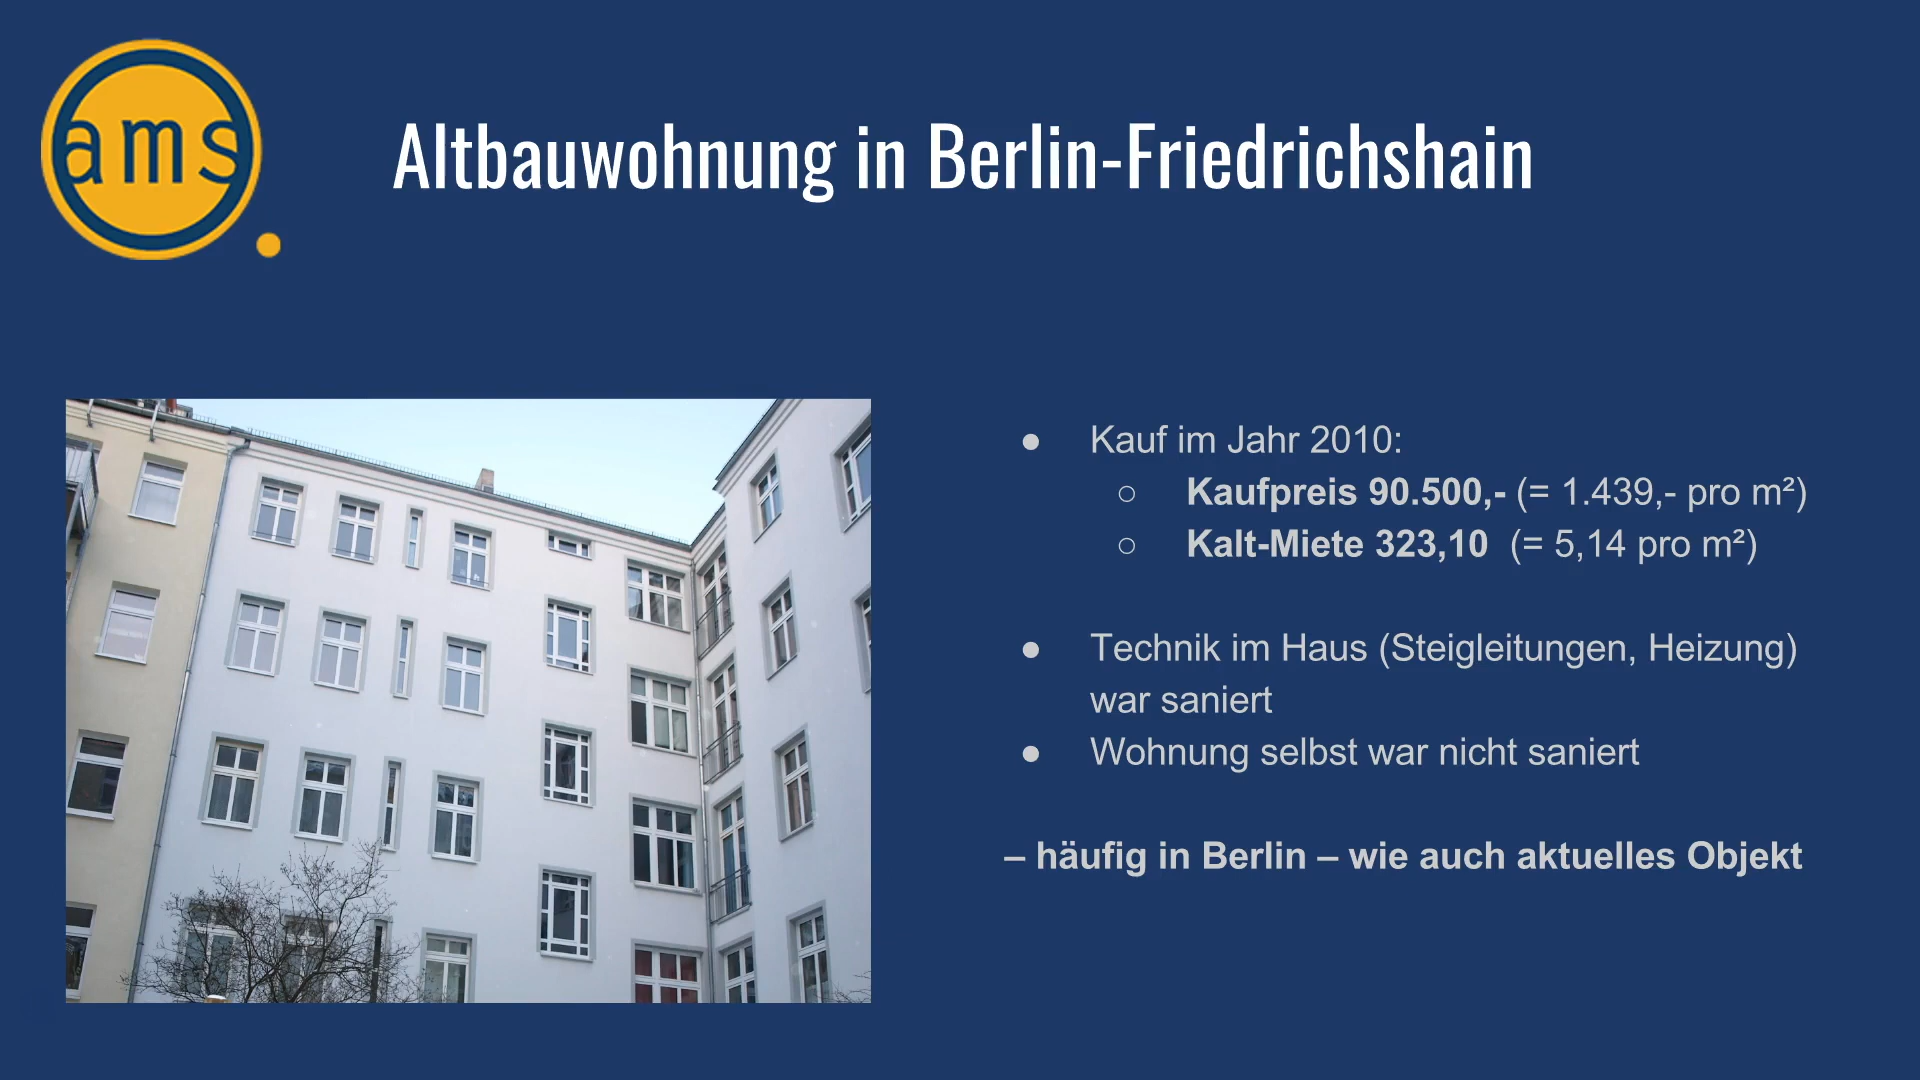 ams
Altbauwohnung in Berlin-Friedrichshain
● Kauf im Jahr 2010:
○ Kaufpreis 90.500,- (= 1.439,- pro m²)
○ Kalt-Miete 323,10 (= 5,14 pro m²)
● Technik im Haus (Steigleitungen, Heizung)
war saniert
● Wohnung selbst war nicht saniert
– häufig in Berlin – wie auch aktuelles Objekt